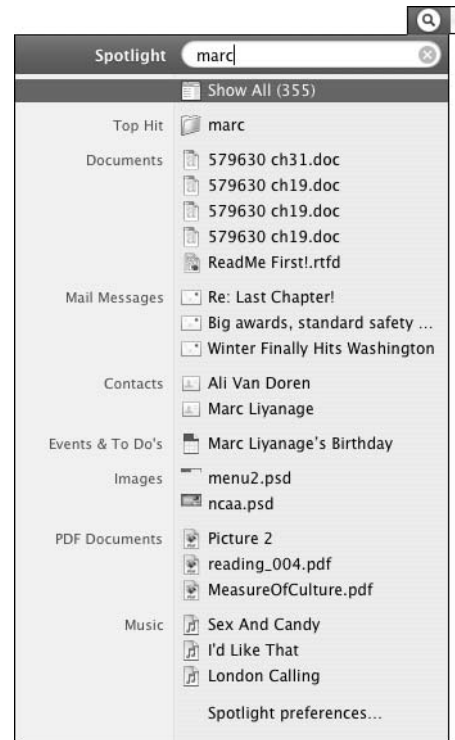 Spotlight marc
Show All (355)
Top Hit marc
Documents 579630 ch31.doc
579630 ch19.doc
579630 ch19.doc
579630 ch19.doc
ReadMe First!.rtfd
Mail Messages Re: Last Chapter!
Big awards, standard safety ...
Winter Finally Hits Washington
Contacts Ali Van Doren
Marc Liyanage
Events & To Do's Marc Liyanage's Birthday
Images menu2.psd
ncaa.psd
PDF Documents Picture 2
reading_004.pdf
MeasureOfCulture.pdf
Music Sex And Candy
I'd Like That
London Calling
Spotlight preferences...